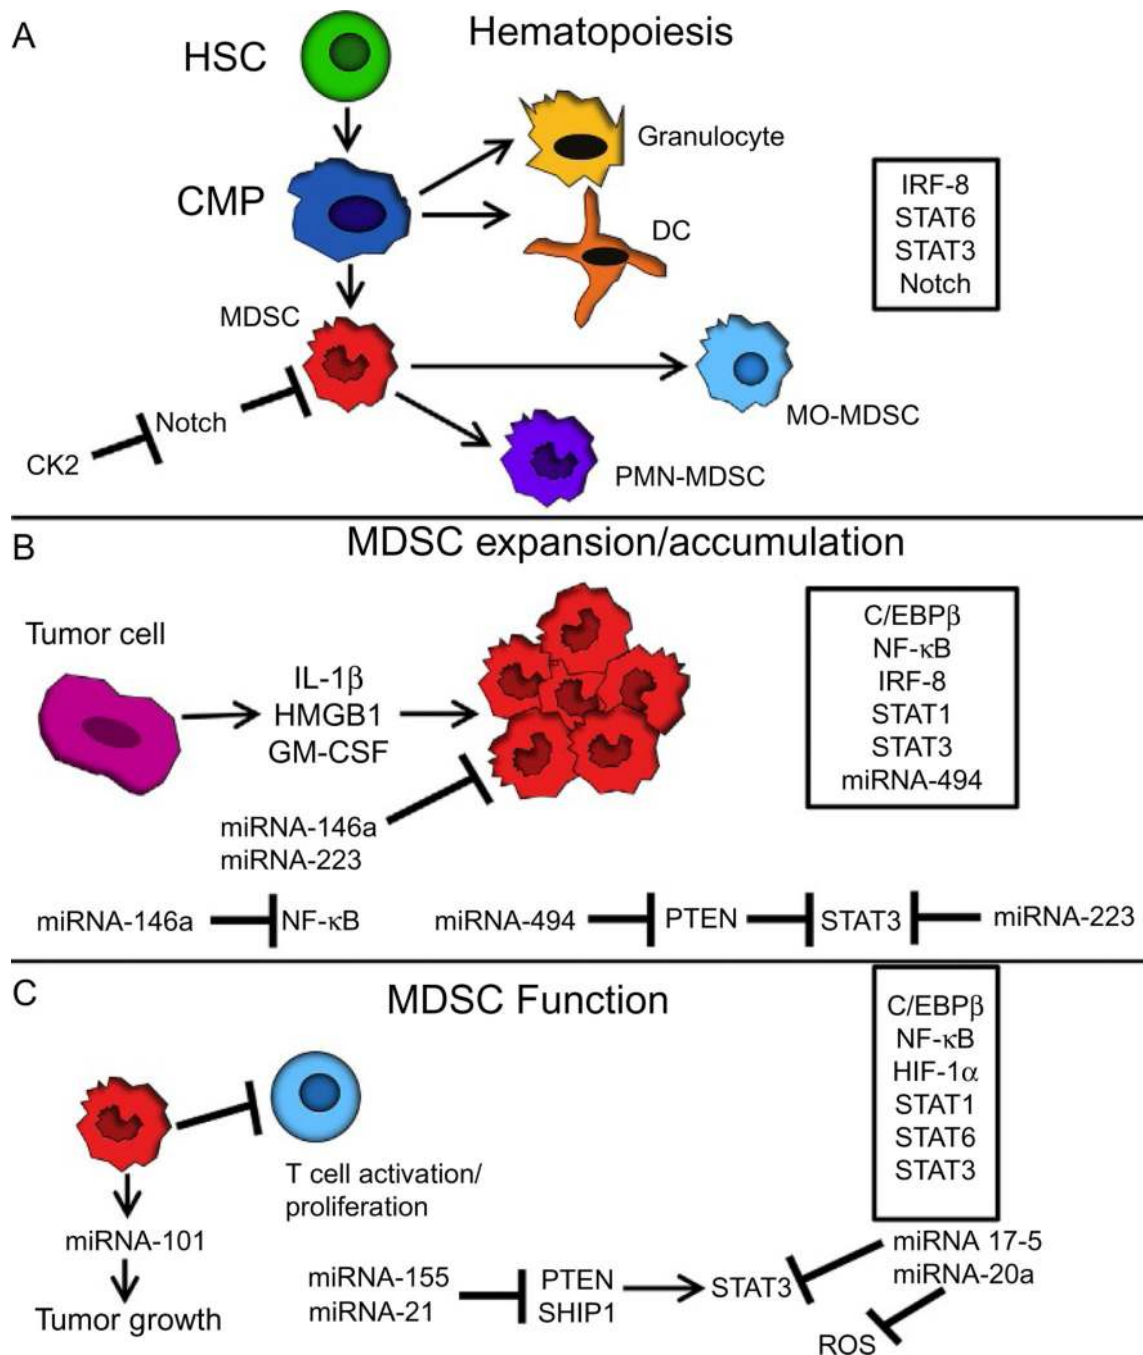 A
Hematopoiesis
HSC
Granulocyte
CMP
DC
IRF-8
STAT6
STAT3
Notch
MDSC
MO-MDSC
Notch
CK2
PMN-MDSC
B
MDSC expansion/accumulation
Tumor cell
IL-1β
HMGB1
GM-CSF
C/EBPβ
NF-κB
IRF-8
STAT1
STAT3
miRNA-494
miRNA-146a
miRNA-223
miRNA-146a NF-κB
miRNA-494 PTEN STAT3 miRNA-223
C
MDSC Function
C/EBPβ
NF-κB
HIF-1α
STAT1
STAT6
STAT3
T cell activation/
proliferation
miRNA-101
Tumor growth
miRNA-155
miRNA-21
PTEN
SHIP1
STAT3
miRNA 17-5
miRNA-20a
ROS